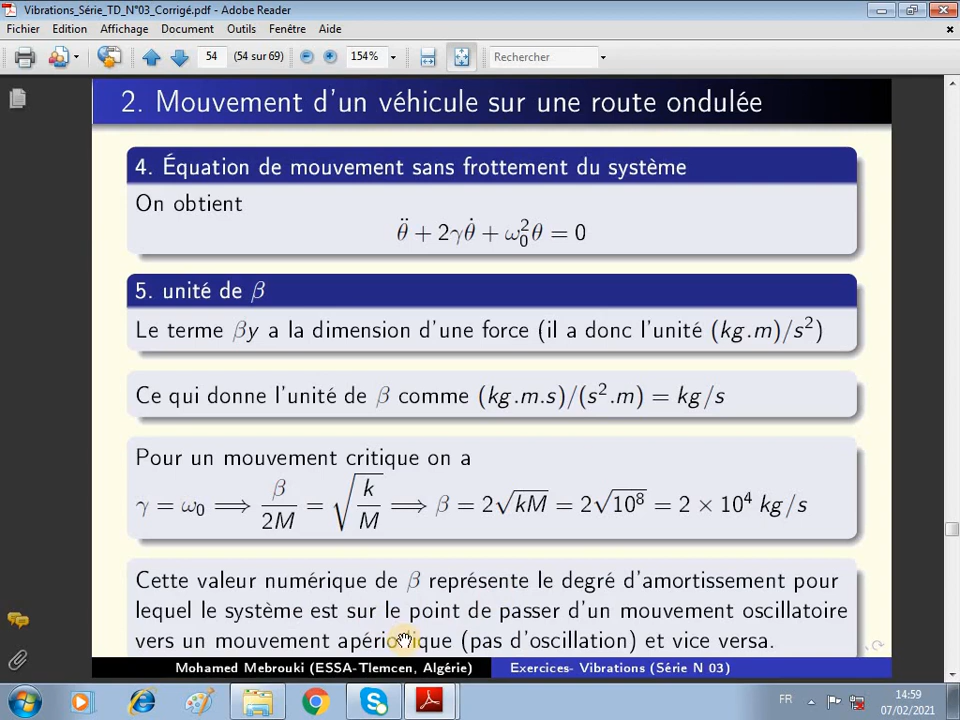 Vibrations_Série_TD_N°03_Corrigé.pdf - Adobe Reader
Fichier Edition Affichage Document Outils Fenêtre Aide
54 (54 sur 69) 154% Rechercher
2. Mouvement d'un véhicule sur une route ondulée
4. Équation de mouvement sans frottement du système
On obtient
θ̈ + 2γθ̇ + ω₀²θ = 0
5. unité de β
Le terme βy a la dimension d'une force (il a donc l'unité (kg.m)/s²)
Ce qui donne l'unité de β comme (kg.m.s)/(s².m) = kg/s
Pour un mouvement critique on a
γ = ω₀ ⟹ β/2M = √(k/M) ⟹ β = 2√kM = 2√10⁸ = 2 × 10⁴ kg/s
Cette valeur numérique de β représente le degré d'amortissement pour
lequel le système est sur le point de passer d'un mouvement oscillatoire
vers un mouvement apériodique (pas d'oscillation) et vice versa.
Mohamed Mebrouki (ESSA-Tlemcen, Algérie) Exercices- Vibrations (Série N 03)
FR 14:59
07/02/2021